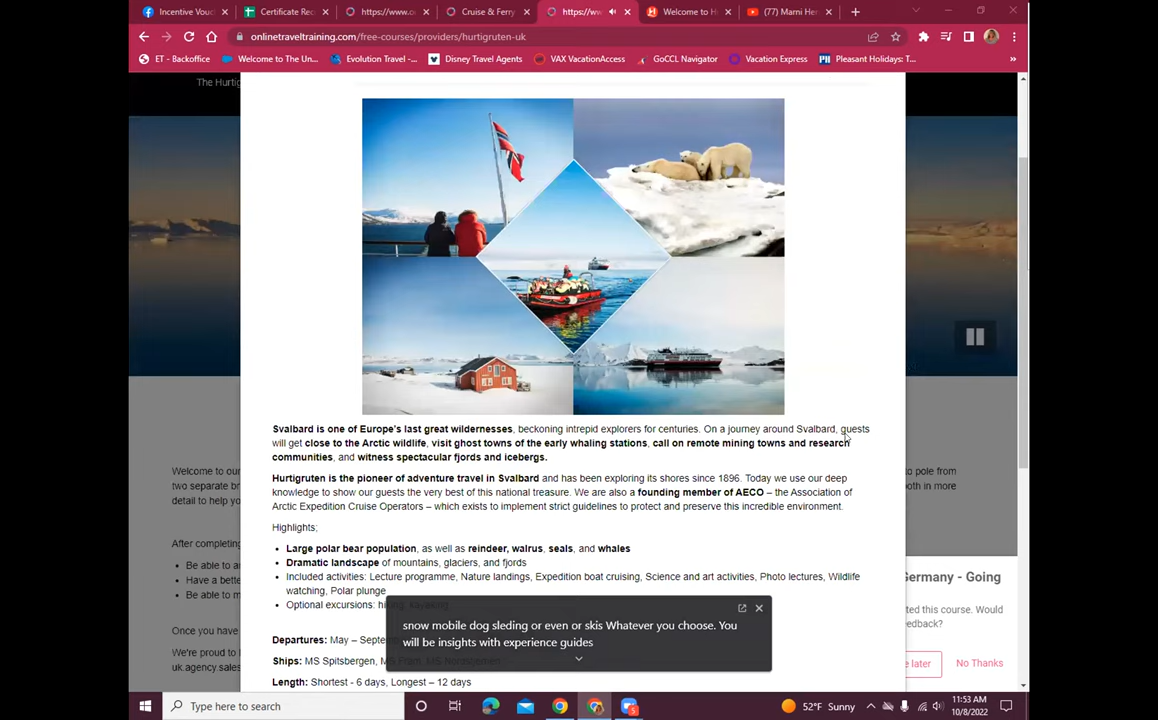 Incentive Vouc
Certificate Rec
https://www.o
Cruise & Ferry
https://ww
Welcome to H
(77) Marni Her
onlinetraveltraining.com/free-courses/providers/hurtigruten-uk
ET - Backoffice
Welcome to The Un...
Evolution Travel -...
Disney Travel Agents
VAX VacationAccess
GoCCL Navigator
Vacation Express
Pleasant Holidays: T...
The Hurtig
Svalbard is one of Europe's last great wildernesses, beckoning intrepid explorers for centuries. On a journey around Svalbard, guests
will get close to the Arctic wildlife, visit ghost towns of the early whaling stations, call on remote mining towns and research
communities, and witness spectacular fjords and icebergs.
Hurtigruten is the pioneer of adventure travel in Svalbard and has been exploring its shores since 1896. Today we use our deep
knowledge to show our guests the very best of this national treasure. We are also a founding member of AECO – the Association of
Arctic Expedition Cruise Operators – which exists to implement strict guidelines to protect and preserve this incredible environment.
Highlights;
• Large polar bear population, as well as reindeer, walrus, seals, and whales
• Dramatic landscape of mountains, glaciers, and fjords
• Included activities: Lecture programme, Nature landings, Expedition boat cruising, Science and art activities, Photo lectures, Wildlife
watching, Polar plunge
• Optional excursions: hiking, Kayaking
Departures: May – Septe
Ships: MS Spitsbergen, MS Fram, MS Nordstjernen
Length: Shortest - 6 days, Longest – 12 days
snow mobile dog sleding or even or skis Whatever you choose. You
will be insights with experience guides
Welcome to ou
two separate br
detail to help yo
o pole from
oth in more
After completin
• Be able to a
• Have a bette
• Be able to m
Once you have
We're proud to l
uk.agency.sales
Germany - Going
ted this course. Would
eedback?
e later
No Thanks
Type here to search
52°F Sunny
11:53 AM
10/8/2022